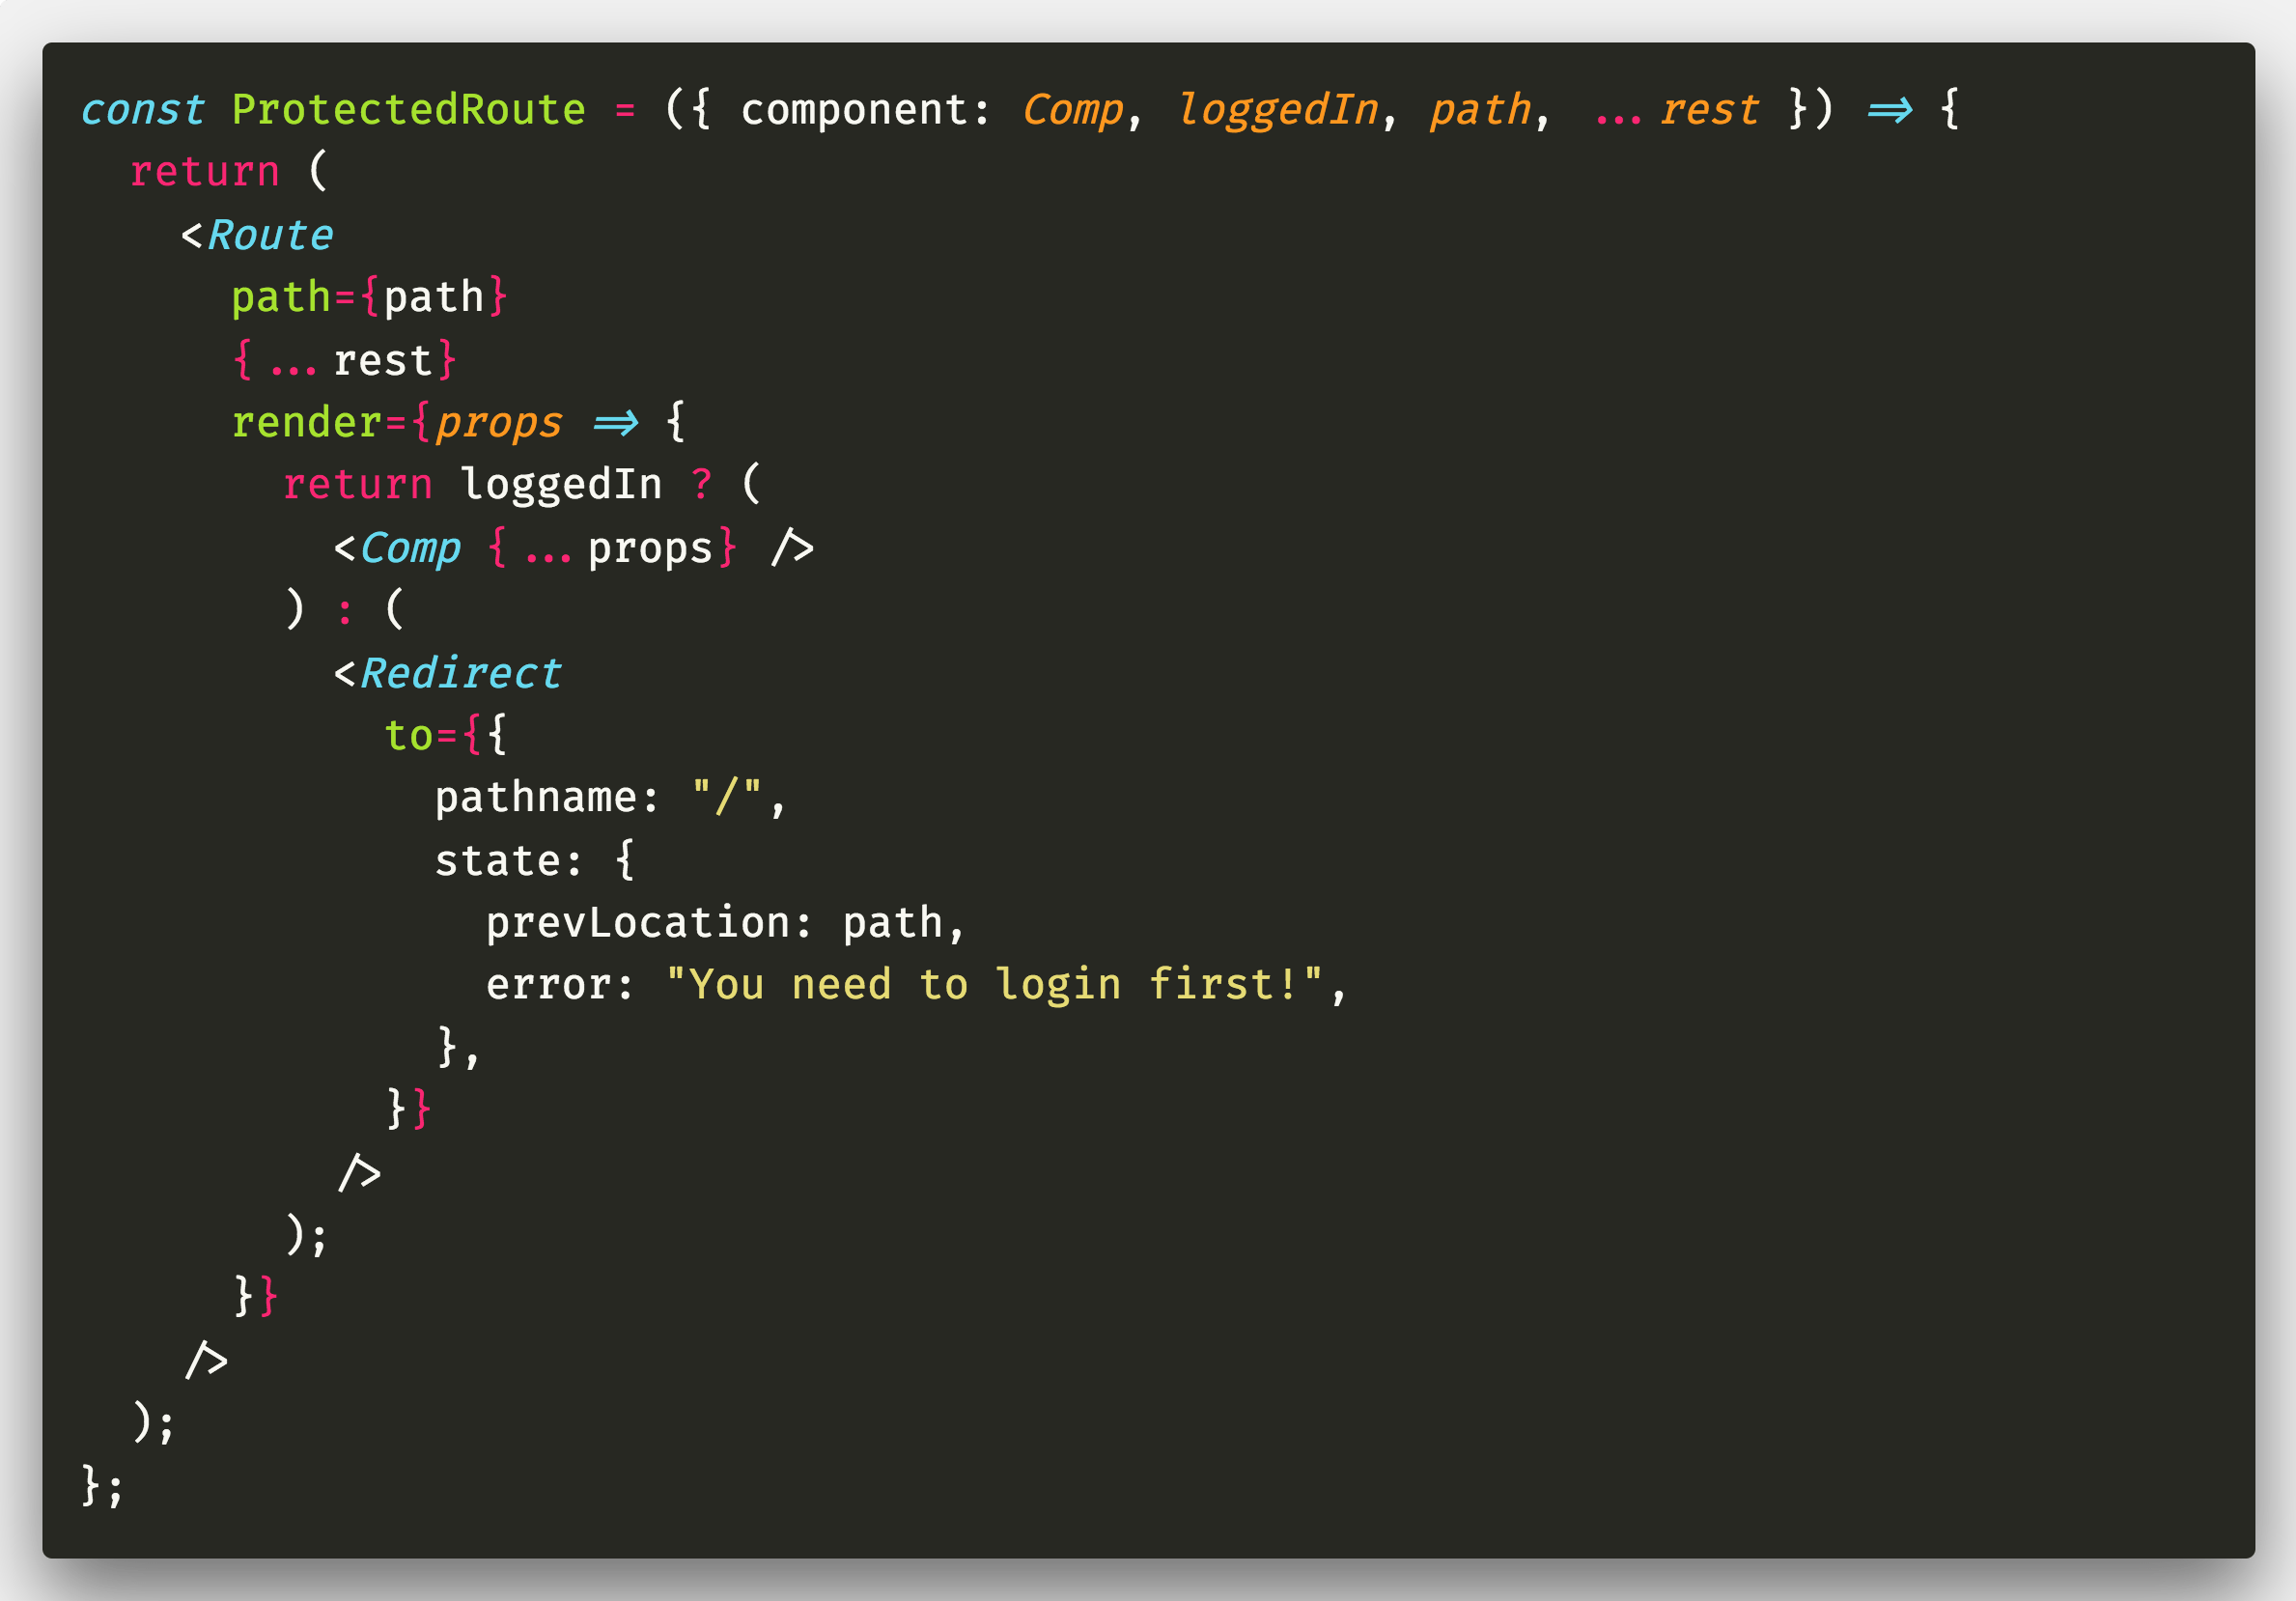 const ProtectedRoute = ({ component: Comp, loggedIn, path, ...rest }) => {
  return (
    <Route
      path={path}
      {...rest}
      render={props => {
        return loggedIn ? (
          <Comp {...props} />
        ) : (
          <Redirect
            to={{
              pathname: "/",
              state: {
                prevLocation: path,
                error: "You need to login first!",
              },
            }}
          />
        );
      }}
    />
  );
};